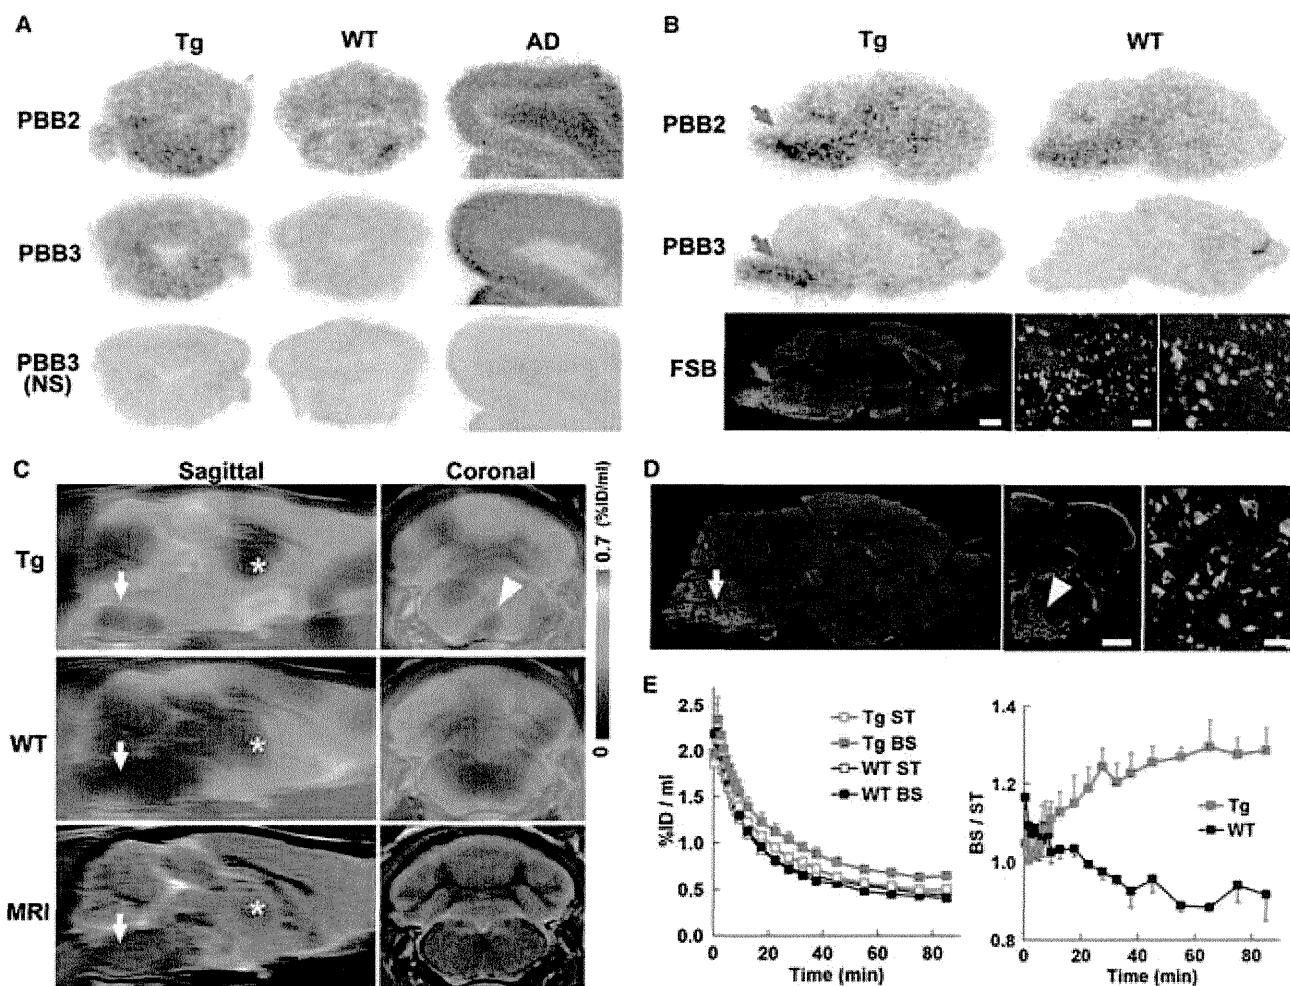 A
Tg WT AD
PBB2
PBB3
PBB3
(NS)
B
Tg WT
PBB2
PBB3
FSB
C
Sagittal Coronal
Tg
*
WT
*
MRI
*
0 0.7 (%ID/ml)
D
E
%ID / ml
2.5
2.0
1.5
1.0
0.5
0.0
0 20 40 60 80
Time (min)
Tg ST
Tg BS
WT ST
WT BS
BS / ST
1.4
1.2
1.0
0.8
0 20 40 60 80
Time (min)
Tg
WT